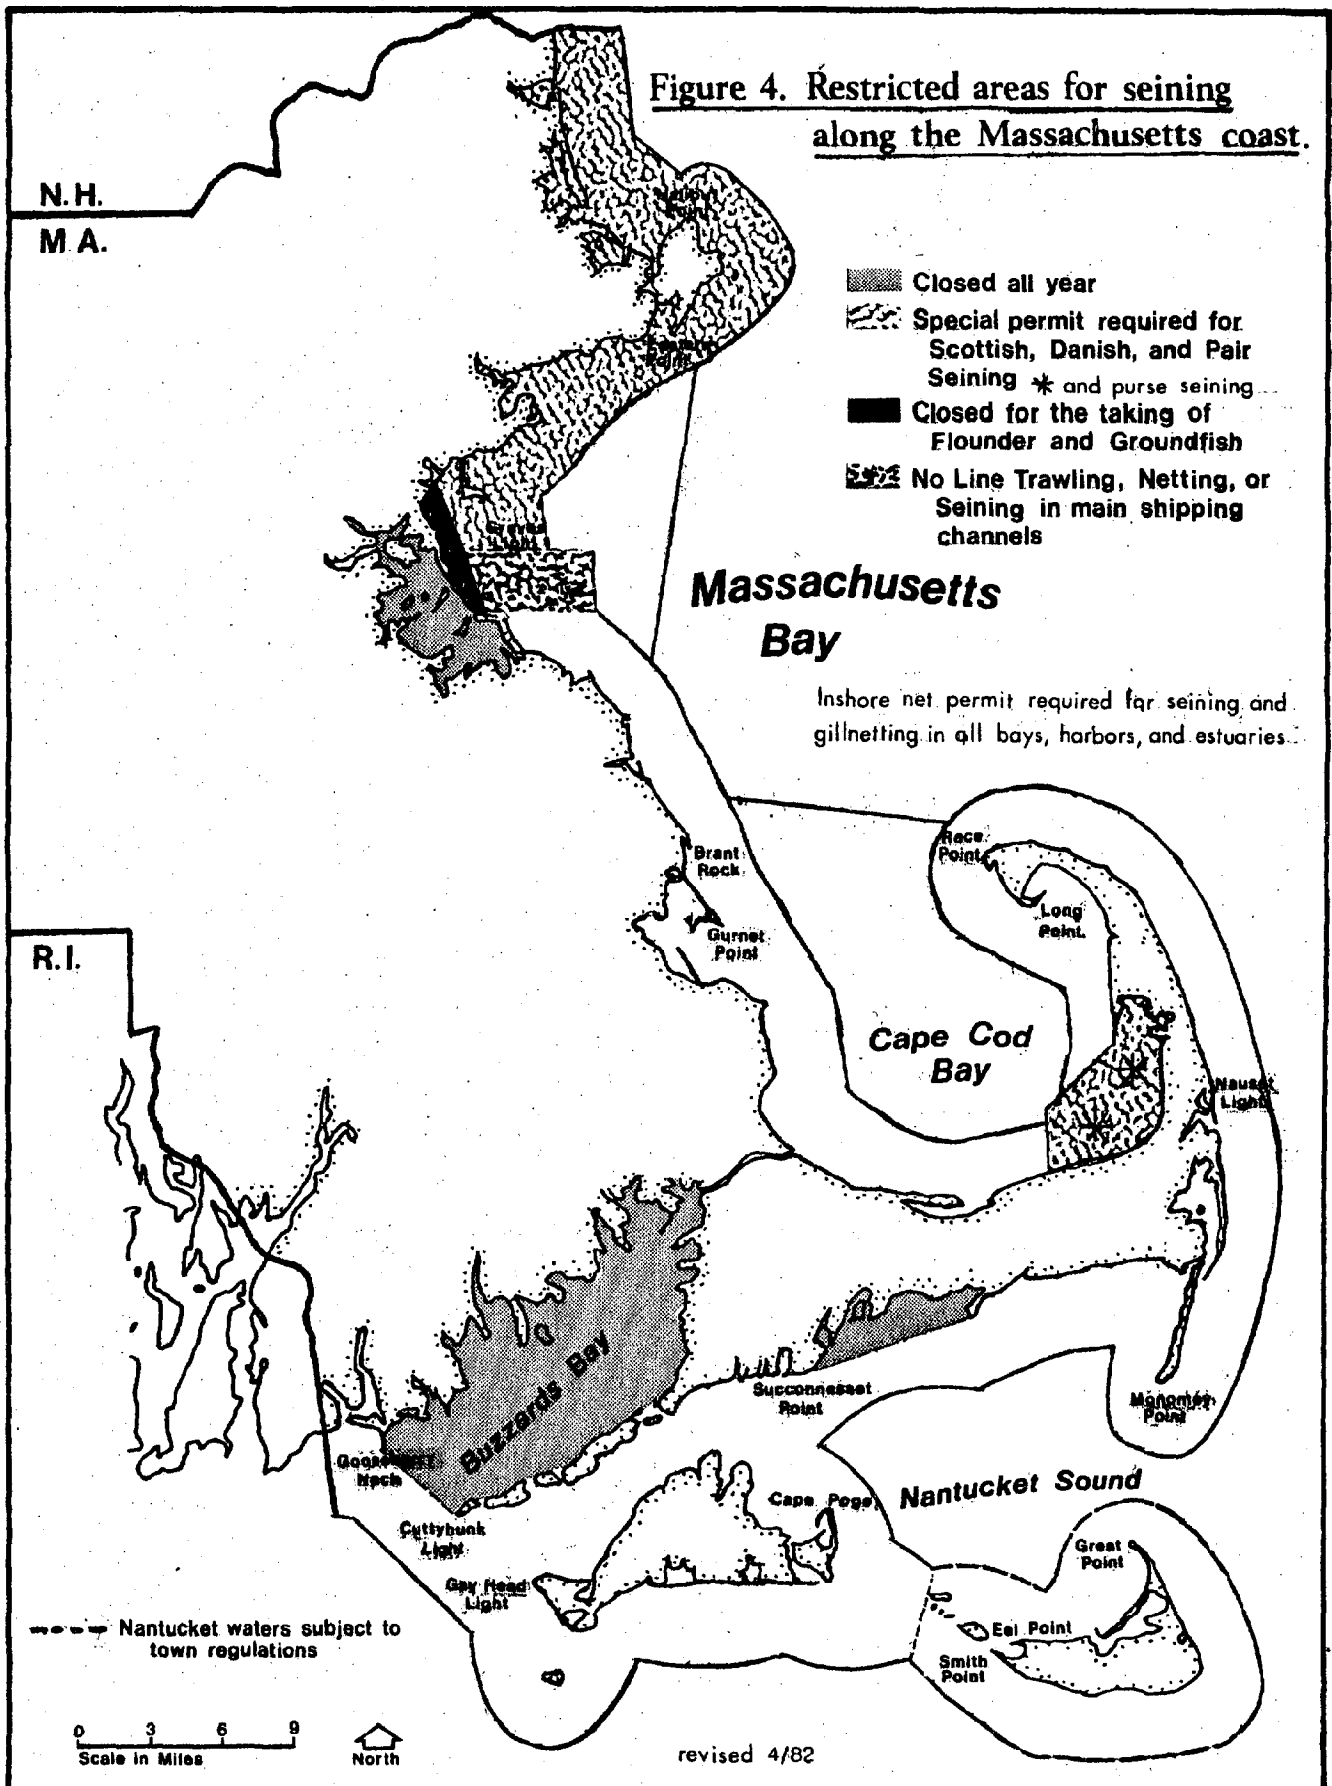 Figure 4. Restricted areas for seining
along the Massachusetts coast.
N.H.
M.A.
Closed all year
Special permit required for
Scottish, Danish, and Pair
Seining * and purse seining
Closed for the taking of
Flounder and Groundfish
No Line Trawling, Netting, or
Seining in main shipping
channels
Point
Light
Massachusetts
Bay
Inshore net permit required for seining and
gillnetting in all bays, harbors, and estuaries
Race
Point
Brant
Rock
Long
Point
Gurnet
Point
R.I.
Cape Cod
Bay
Nauset
Light
Buzzards Bay
Succonnesset
Point
Monomoy
Point
Gooseberry
Neck
Cape Poge
Nantucket Sound
Cuttyhunk
Light
Great
Point
Gay Head
Light
Eel Point
Smith
Point
Nantucket waters subject to
town regulations
0 3 6 9
Scale in Miles
North
revised 4/82